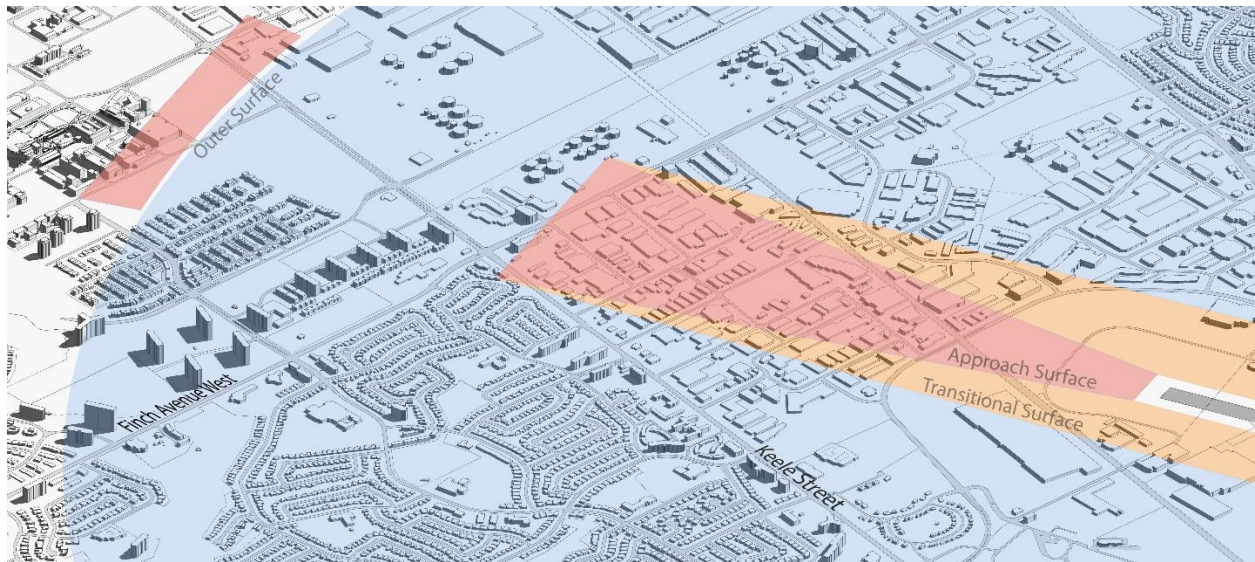 Outer Surface
Approach Surface
Transitional Surface
Finch Avenue West
Keele Street